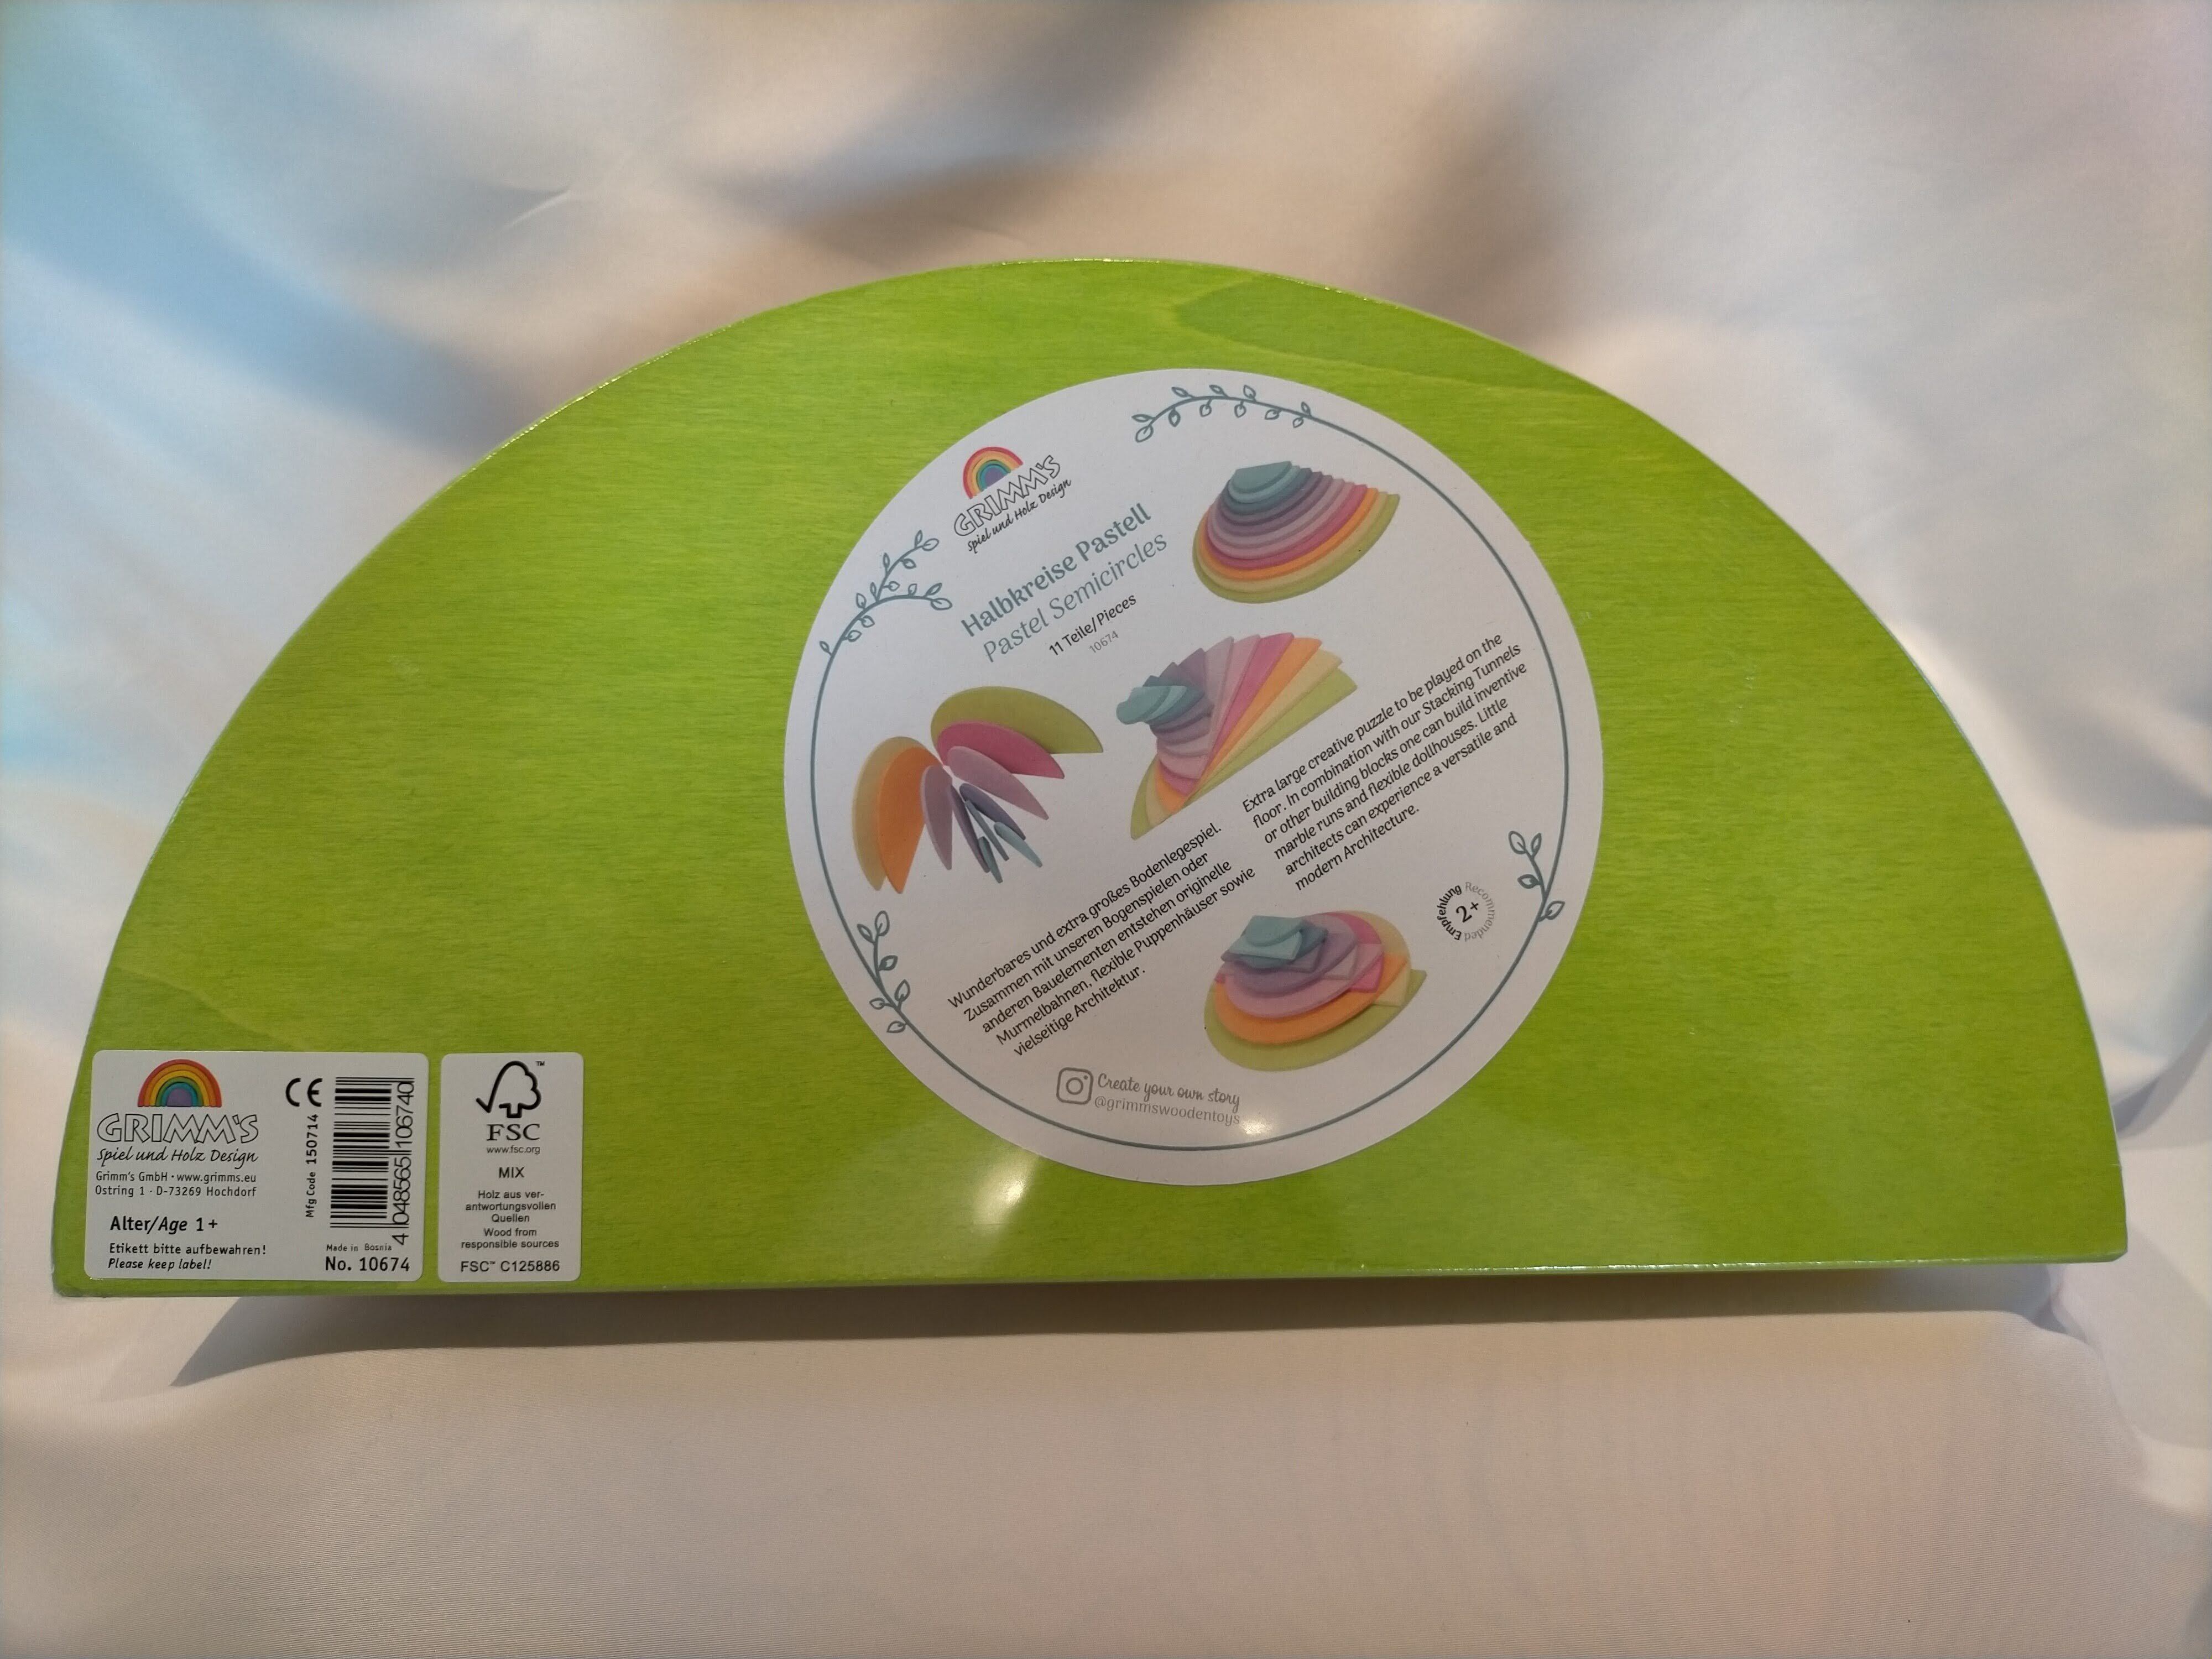 GRIMM'S
Spiel und Holz Design
Halbkreise Pastell
Pastel Semicircles
11 Teile/Pieces
10674
Extra large creative puzzle to be played on the
floor. In combination with our Stacking Tunnels
or other building blocks one can build inventive
marble runs and flexible dollhouses. Little
architects can experience a versatile and
modern Architecture.
Wunderbares und extra großes Bodenlegespiel.
Zusammen mit unseren Bogenspielen oder
anderen Bauelementen entstehen originelle
Murmelbahnen, flexible Puppenhäuser sowie
vielseitige Architektur.
Empfehlung Recommended
2+
Create your own story
@grimmswoodentoys
GRIMM'S
Spiel und Holz Design
Grimm's GmbH · www.grimms.eu
Ostring 1 · D-73269 Hochdorf
Alter/Age 1+
Etikett bitte aufbewahren!
Please keep label!
CE
Mfg Code 150714
4 048565 106740
Made in Bosnia
No. 10674
FSC™
www.fsc.org
MIX
Holz aus ver-
antwortungsvollen
Quellen
Wood from
responsible sources
FSC™ C125886